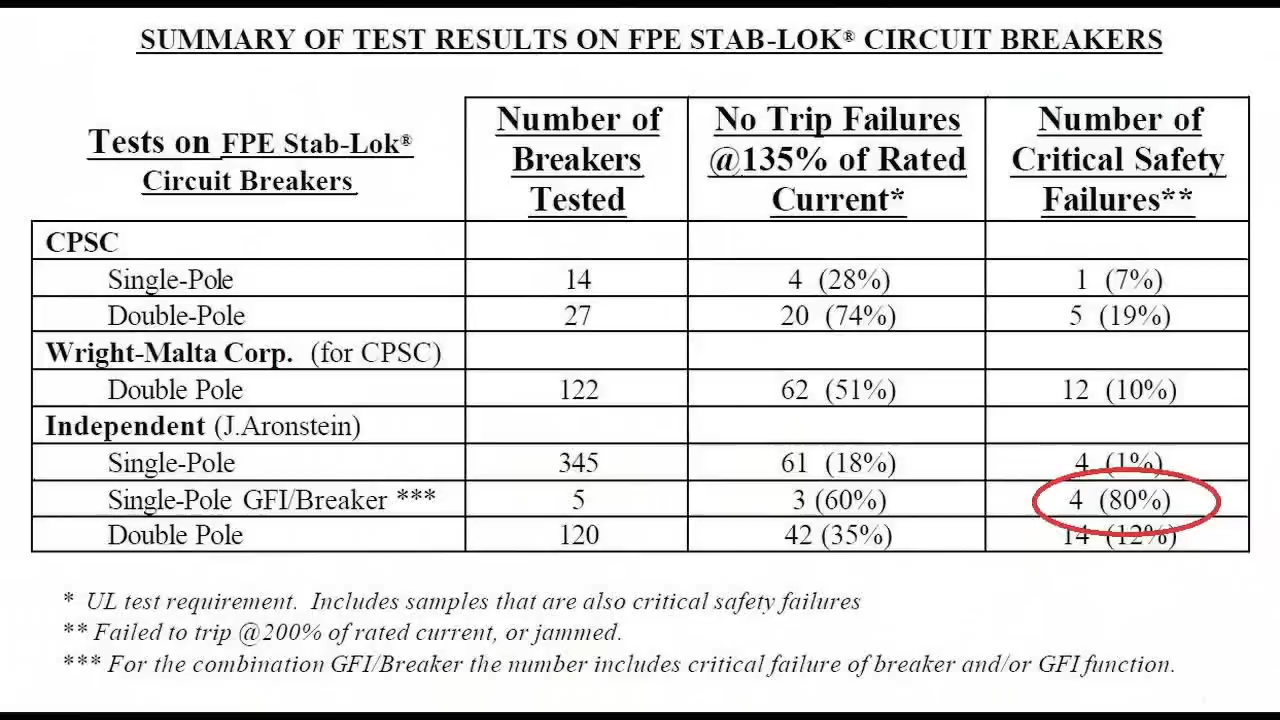 SUMMARY OF TEST RESULTS ON FPE STAB-LOK® CIRCUIT BREAKERS
Tests on FPE Stab-Lok®
Circuit Breakers
Number of
Breakers
Tested
No Trip Failures
@135% of Rated
Current*
Number of
Critical Safety
Failures**
CPSC
Single-Pole 14 4 (28%) 1 (7%)
Double-Pole 27 20 (74%) 5 (19%)
Wright-Malta Corp. (for CPSC)
Double Pole 122 62 (51%) 12 (10%)
Independent (J.Aronstein)
Single-Pole 345 61 (18%) 4 (1%)
Single-Pole GFI/Breaker *** 5 3 (60%) 4 (80%)
Double Pole 120 42 (35%) 14 (12%)
* UL test requirement. Includes samples that are also critical safety failures
** Failed to trip @200% of rated current, or jammed.
*** For the combination GFI/Breaker the number includes critical failure of breaker and/or GFI function.